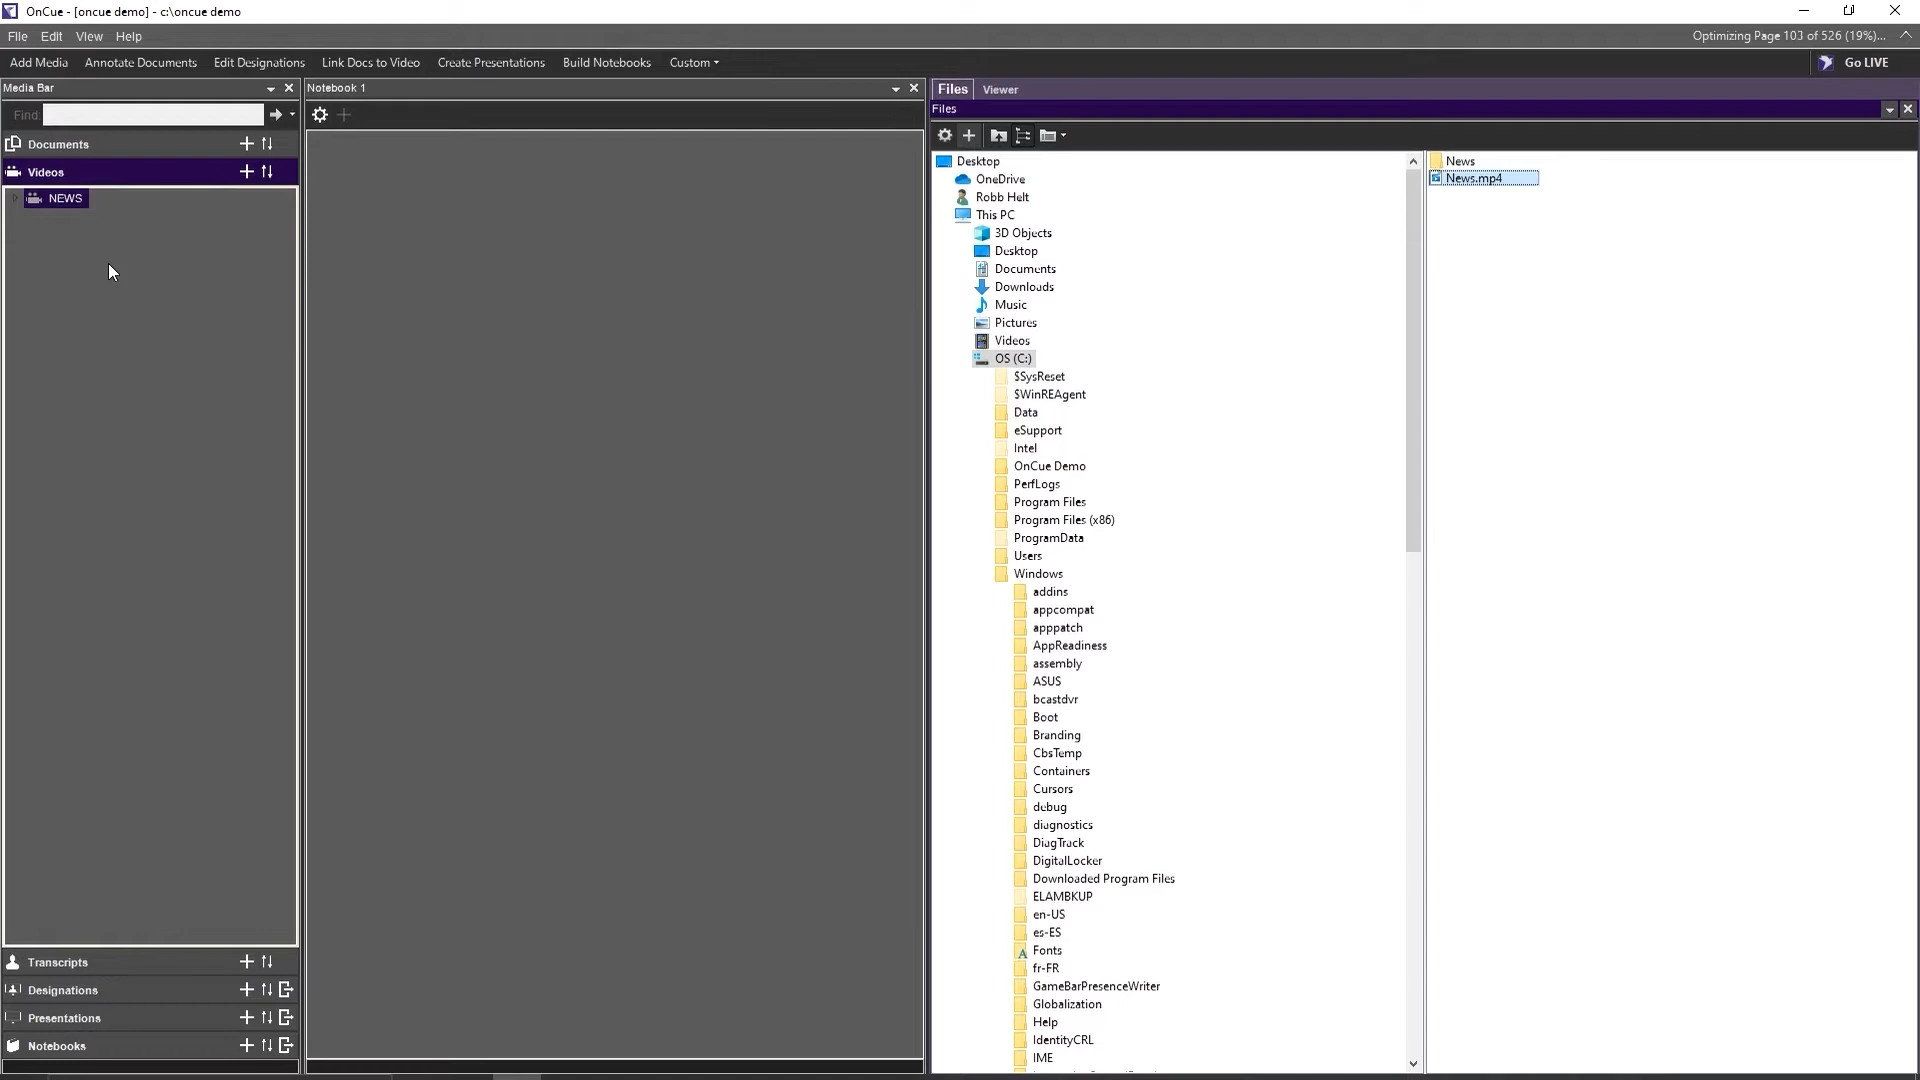 OnCue - [oncue demo] - c:\oncue demo
File Edit View Help
Optimizing Page 103 of 526 (19%)...
Add Media Annotate Documents Edit Designations Link Docs to Video Create Presentations Build Notebooks Custom
Go LIVE
Media Bar
Find:
Documents
Videos
NEWS
Transcripts
Designations
Presentations
Notebooks
Notebook 1
Files Viewer
Files
Desktop
OneDrive
Robb Helt
This PC
3D Objects
Desktop
Documents
Downloads
Music
Pictures
Videos
OS (C:)
$SysReset
$WinREAgent
Data
eSupport
Intel
OnCue Demo
PerfLogs
Program Files
Program Files (x86)
ProgramData
Users
Windows
addins
appcompat
apppatch
AppReadiness
assembly
ASUS
bcastdvr
Boot
Branding
CbsTemp
Containers
Cursors
debug
diagnostics
DiagTrack
DigitalLocker
Downloaded Program Files
ELAMBKUP
en-US
es-ES
Fonts
fr-FR
GameBarPresenceWriter
Globalization
Help
IdentityCRL
IME
News
News.mp4